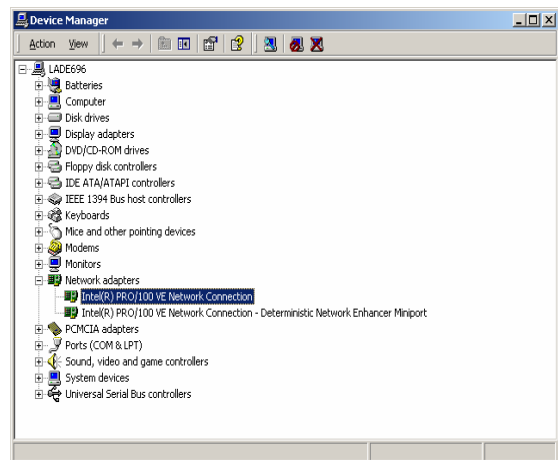 Device Manager
Action View
LADE696
Batteries
Computer
Disk drives
Display adapters
DVD/CD-ROM drives
Floppy disk controllers
IDE ATA/ATAPI controllers
IEEE 1394 Bus host controllers
Keyboards
Mice and other pointing devices
Modems
Monitors
Network adapters
Intel(R) PRO/100 VE Network Connection
Intel(R) PRO/100 VE Network Connection - Deterministic Network Enhancer Miniport
PCMCIA adapters
Ports (COM & LPT)
Sound, video and game controllers
System devices
Universal Serial Bus controllers